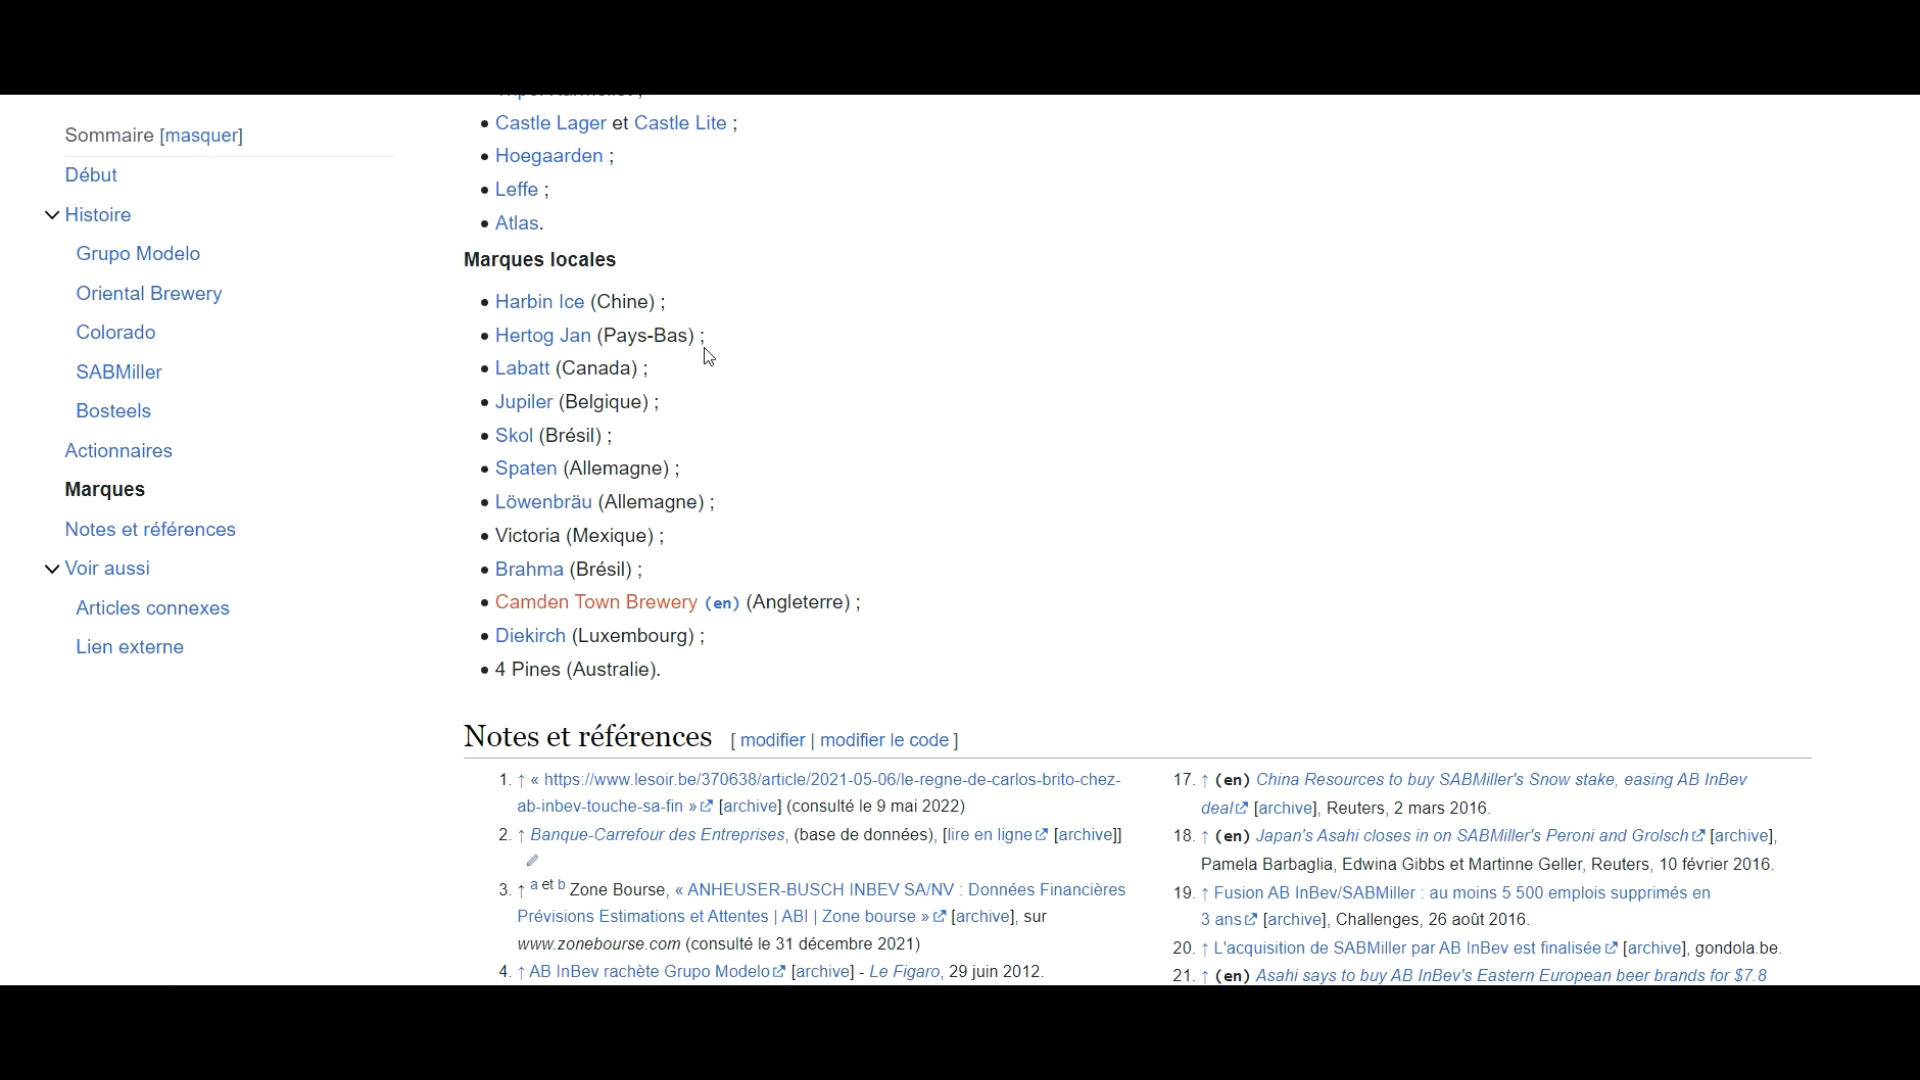 Sommaire [masquer]
Début
Histoire
Grupo Modelo
Oriental Brewery
Colorado
SABMiller
Bosteels
Actionnaires
Marques
Notes et références
Voir aussi
Articles connexes
Lien externe
• Castle Lager et Castle Lite ;
• Hoegaarden ;
• Leffe ;
• Atlas.
Marques locales
• Harbin Ice (Chine) ;
• Hertog Jan (Pays-Bas) ;
• Labatt (Canada) ;
• Jupiler (Belgique) ;
• Skol (Brésil) ;
• Spaten (Allemagne) ;
• Löwenbräu (Allemagne) ;
• Victoria (Mexique) ;
• Brahma (Brésil) ;
• Camden Town Brewery (en) (Angleterre) ;
• Diekirch (Luxembourg) ;
• 4 Pines (Australie).
Notes et références [ modifier | modifier le code ]
1. ↑ « https://www.lesoir.be/370638/article/2021-05-06/le-regne-de-carlos-brito-chez-
ab-inbev-touche-sa-fin » [archive] (consulté le 9 mai 2022)
2. ↑ Banque-Carrefour des Entreprises, (base de données), [lire en ligne [archive]]
3. ↑ a et b Zone Bourse, « ANHEUSER-BUSCH INBEV SA/NV : Données Financières
Prévisions Estimations et Attentes | ABI | Zone bourse » [archive], sur
www.zonebourse.com (consulté le 31 décembre 2021)
4. ↑ AB InBev rachète Grupo Modelo [archive] - Le Figaro, 29 juin 2012.
17. ↑ (en) China Resources to buy SABMiller's Snow stake, easing AB InBev
deal [archive], Reuters, 2 mars 2016.
18. ↑ (en) Japan's Asahi closes in on SABMiller's Peroni and Grolsch [archive],
Pamela Barbaglia, Edwina Gibbs et Martinne Geller, Reuters, 10 février 2016.
19. ↑ Fusion AB InBev/SABMiller : au moins 5 500 emplois supprimés en
3 ans [archive], Challenges, 26 août 2016.
20. ↑ L'acquisition de SABMiller par AB InBev est finalisée [archive], gondola.be.
21. ↑ (en) Asahi says to buy AB InBev's Eastern European beer brands for $7.8